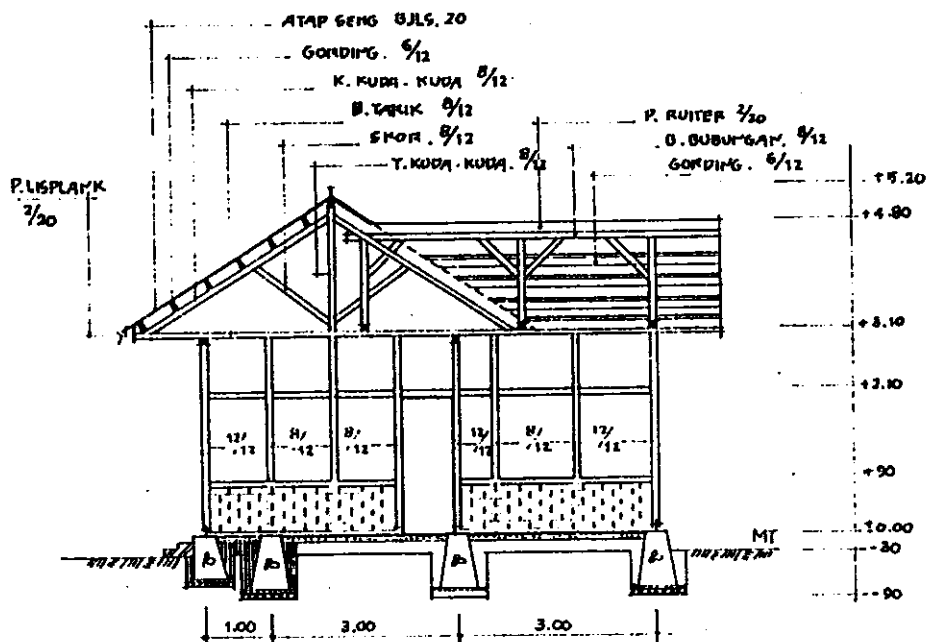 ATAP SENG BJLS. 20
GORDING. 6/12
K. KUDA-KUDA 8/12
B. TARIK 8/12
SKOR. 8/12
T. KUDA-KUDA. 8/12
P. LISPLANK
2/20
P. RUITER 2/20
B. BUBUNGAN. 8/12
GORDING. 6/12
+5.20
+4.80
+3.10
+2.10
+90
±0.00
-30
-90
12/12
8/12
8/12
12/12
8/12
12/12
MT
1.00
3.00
3.00